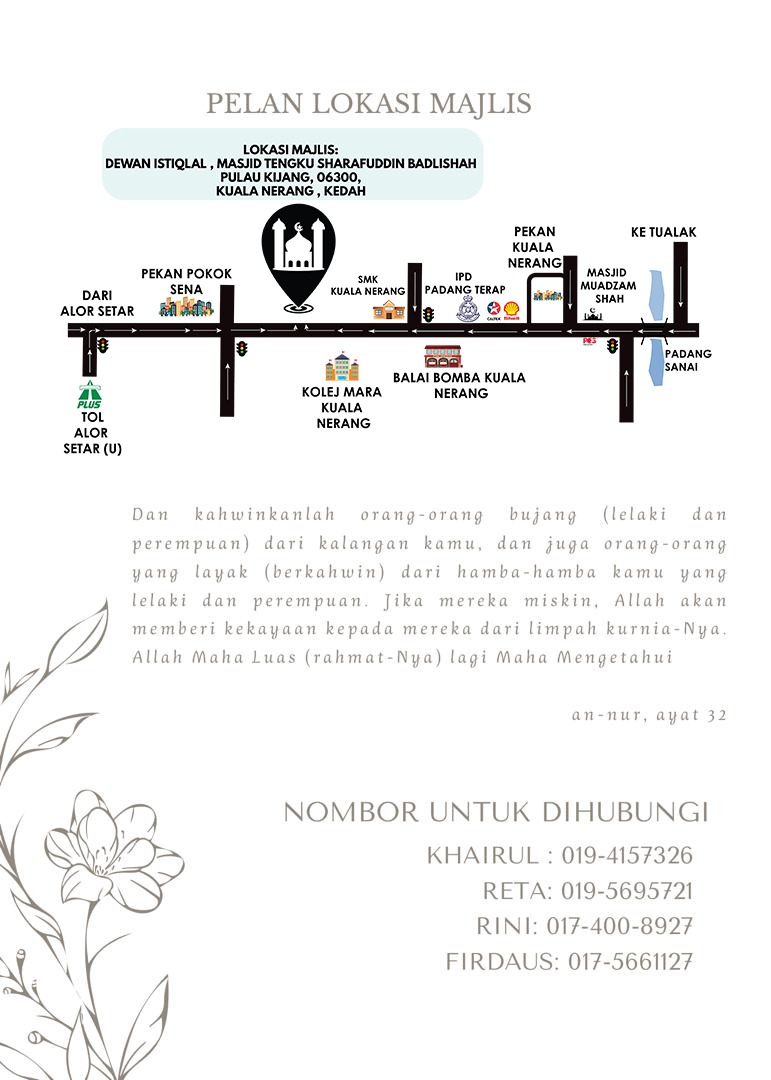 PELAN LOKASI MAJLIS
LOKASI MAJLIS:
DEWAN ISTIQLAL , MASJID TENGKU SHARAFUDDIN BADLISHAH
PULAU KIJANG, 06300,
KUALA NERANG , KEDAH
PEKAN
KUALA
NERANG
KE TUALAK
PEKAN POKOK
SENA
SMK
KUALA NERANG
IPD
PADANG TERAP
MASJID
MUADZAM
SHAH
DARI
ALOR SETAR
CALTEX
PLUS
TOL
ALOR
SETAR (U)
KOLEJ MARA
KUALA
NERANG
BALAI BOMBA KUALA
NERANG
POS
PADANG
SANAI
Dan kahwinkanlah orang-orang bujang (lelaki dan
perempuan) dari kalangan kamu, dan juga orang-orang
yang layak (berkahwin) dari hamba-hamba kamu yang
lelaki dan perempuan. Jika mereka miskin, Allah akan
memberi kekayaan kepada mereka dari limpah kurnia-Nya.
Allah Maha Luas (rahmat-Nya) lagi Maha Mengetahui
an-nur, ayat 32
NOMBOR UNTUK DIHUBUNGI
KHAIRUL : 019-4157326
RETA: 019-5695721
RINI: 017-400-8927
FIRDAUS: 017-5661127